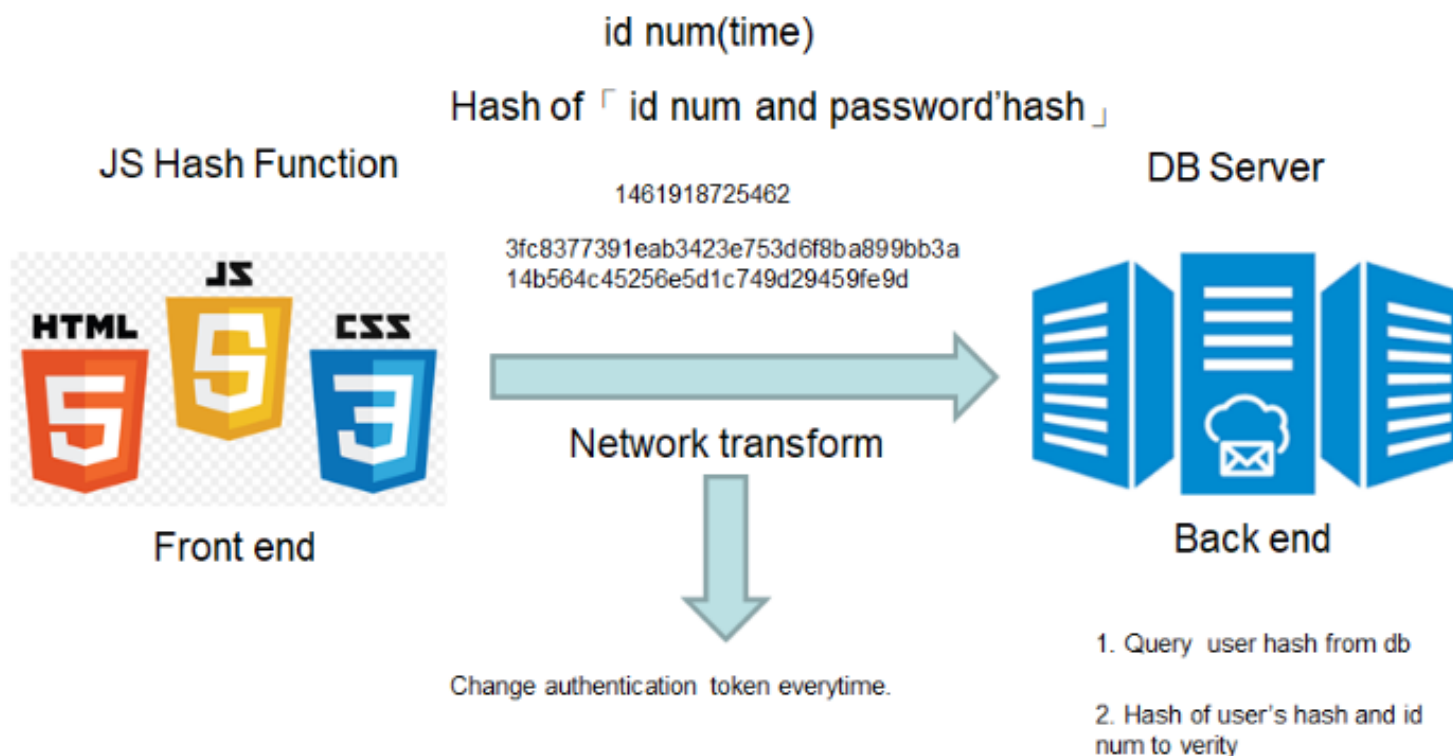 id num(time)
Hash of「 id num and password'hash」
JS Hash Function
DB Server
1461918725462
3fc8377391eab3423e753d6f8ba899bb3a
14b564c45256e5d1c749d29459fe9d
HTML
JS
CSS
5
5
3
Network transform
Front end
Back end
Change authentication token everytime.
1. Query user hash from db
2. Hash of user's hash and id
num to verity